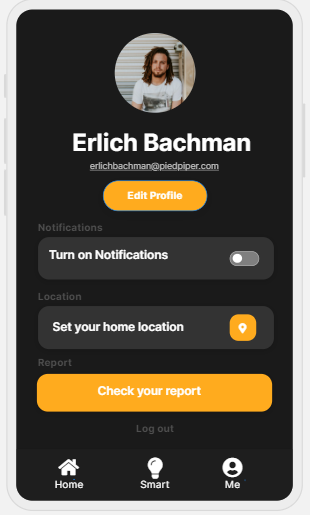 Erlich Bachman
erlichbachman@piedpiper.com
Edit Profile
Notifications
Turn on Notifications
Location
Set your home location
Report
Check your report
Log out
Home Smart Me